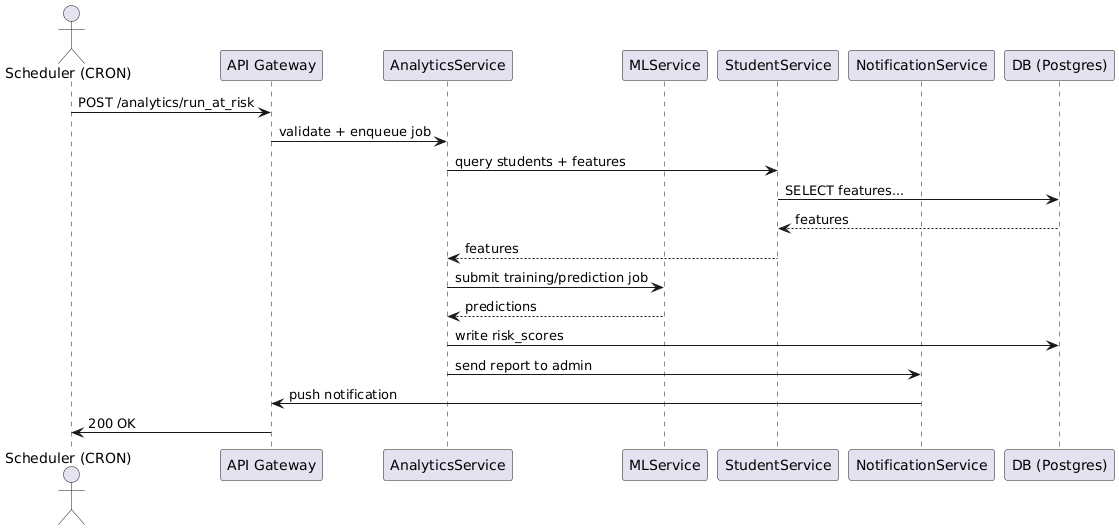 Scheduler (CRON)
API Gateway
AnalyticsService
MLService
StudentService
NotificationService
DB (Postgres)
POST /analytics/run_at_risk
validate + enqueue job
query students + features
SELECT features...
features
features
submit training/prediction job
predictions
write risk_scores
send report to admin
push notification
200 OK
Scheduler (CRON)
API Gateway
AnalyticsService
MLService
StudentService
NotificationService
DB (Postgres)